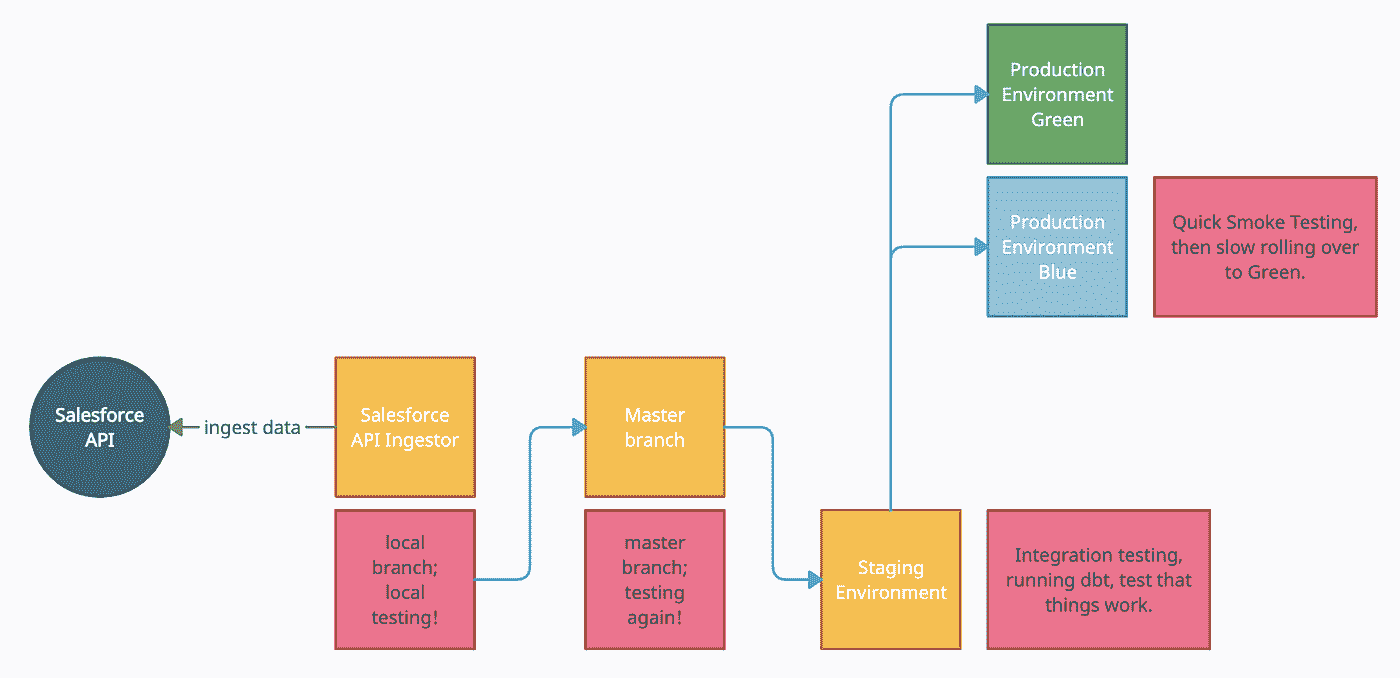 Production
Environment
Green
Production
Environment
Blue
Quick Smoke Testing,
then slow rolling over
to Green.
Salesforce
API
ingest data
Salesforce
API Ingestor
Master
branch
local
branch;
local
testing!
master
branch;
testing
again!
Staging
Environment
Integration testing,
running dbt, test that
things work.